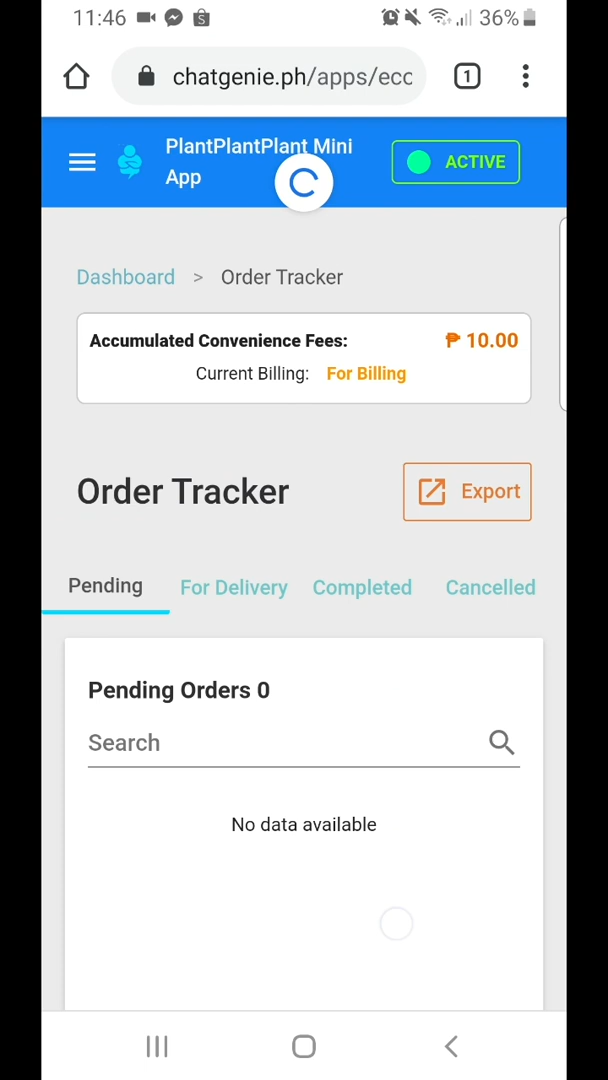 11:46
36%
chatgenie.ph/apps/ecc
1
PlantPlantPlant Mini
App
ACTIVE
Dashboard > Order Tracker
Accumulated Convenience Fees: ₱ 10.00
Current Billing: For Billing
Order Tracker
Export
Pending For Delivery Completed Cancelled
Pending Orders 0
Search
No data available